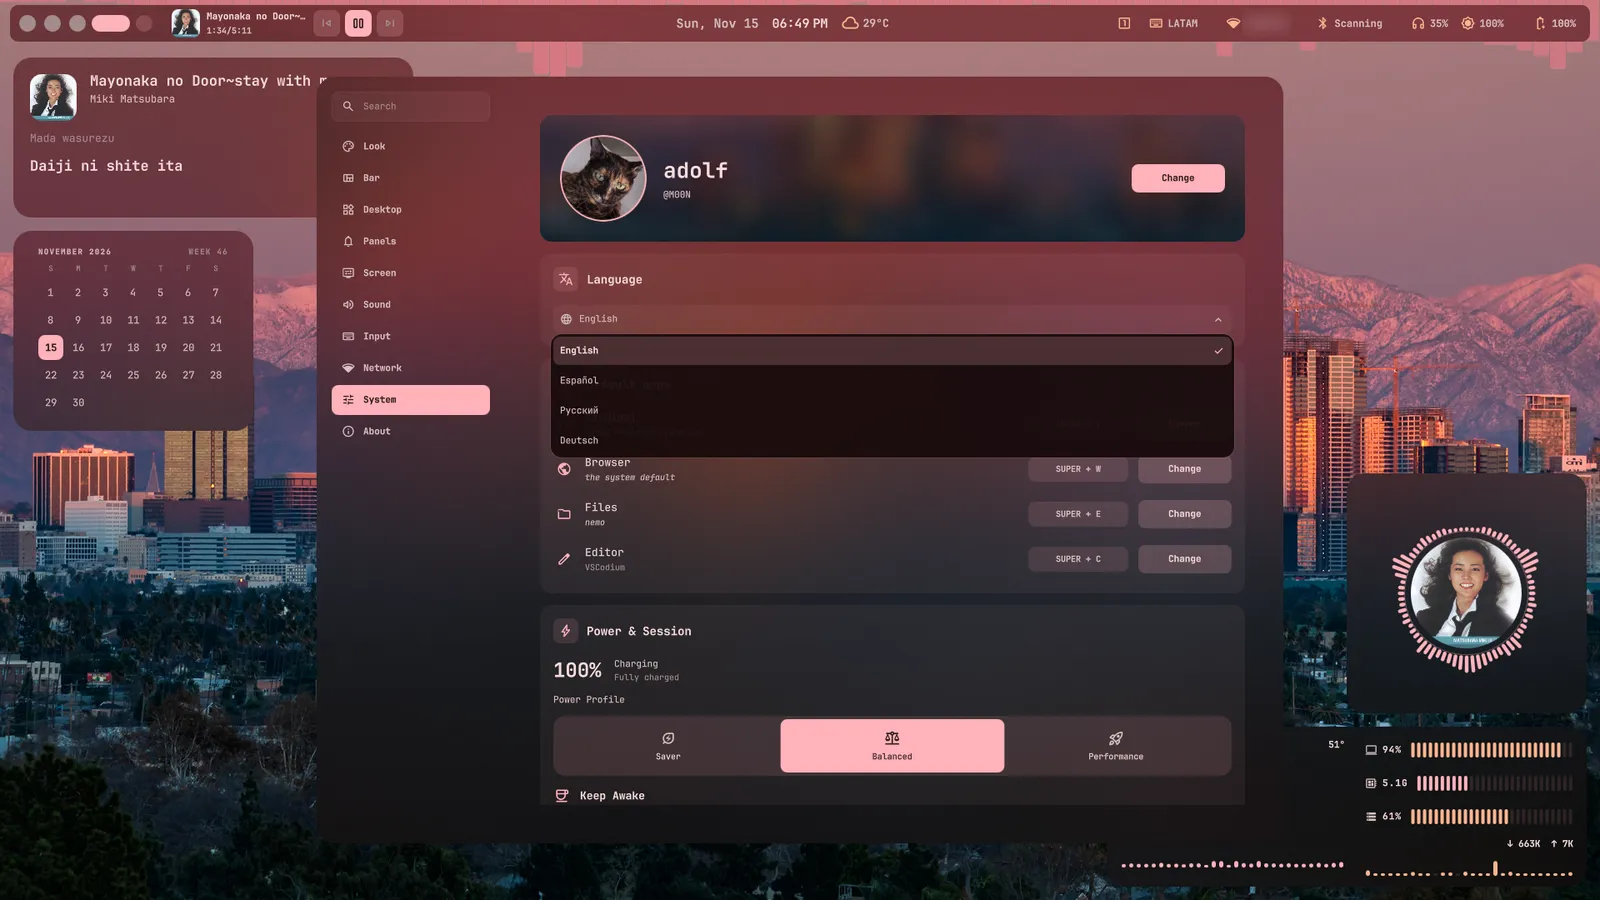 Mayonaka no Door~…
1:34/5:11
Sun, Nov 15 06:49 PM 29°C
1
LATAM
Scanning
35%
100%
100%
Mayonaka no Door~stay with
Miki Matsubara
Mada wasurezu
Daiji ni shite ita
NOVEMBER 2026 WEEK 46
S M T W T F S
1 2 3 4 5 6 7
8 9 10 11 12 13 14
15 16 17 18 19 20 21
22 23 24 25 26 27 28
29 30
Search
Look
Bar
Desktop
Panels
Screen
Sound
Input
Network
System
About
adolf
@M00N
Change
Language
English
English
Español
Русский
Deutsch
Browser
the system default
SUPER + W
Change
Files
nemo
SUPER + E
Change
Editor
VSCodium
SUPER + C
Change
Power & Session
100%
Charging
Fully charged
Power Profile
Saver
Balanced
Performance
Keep Awake
51°
94%
5.1G
61%
↓ 663K ↑ 7K